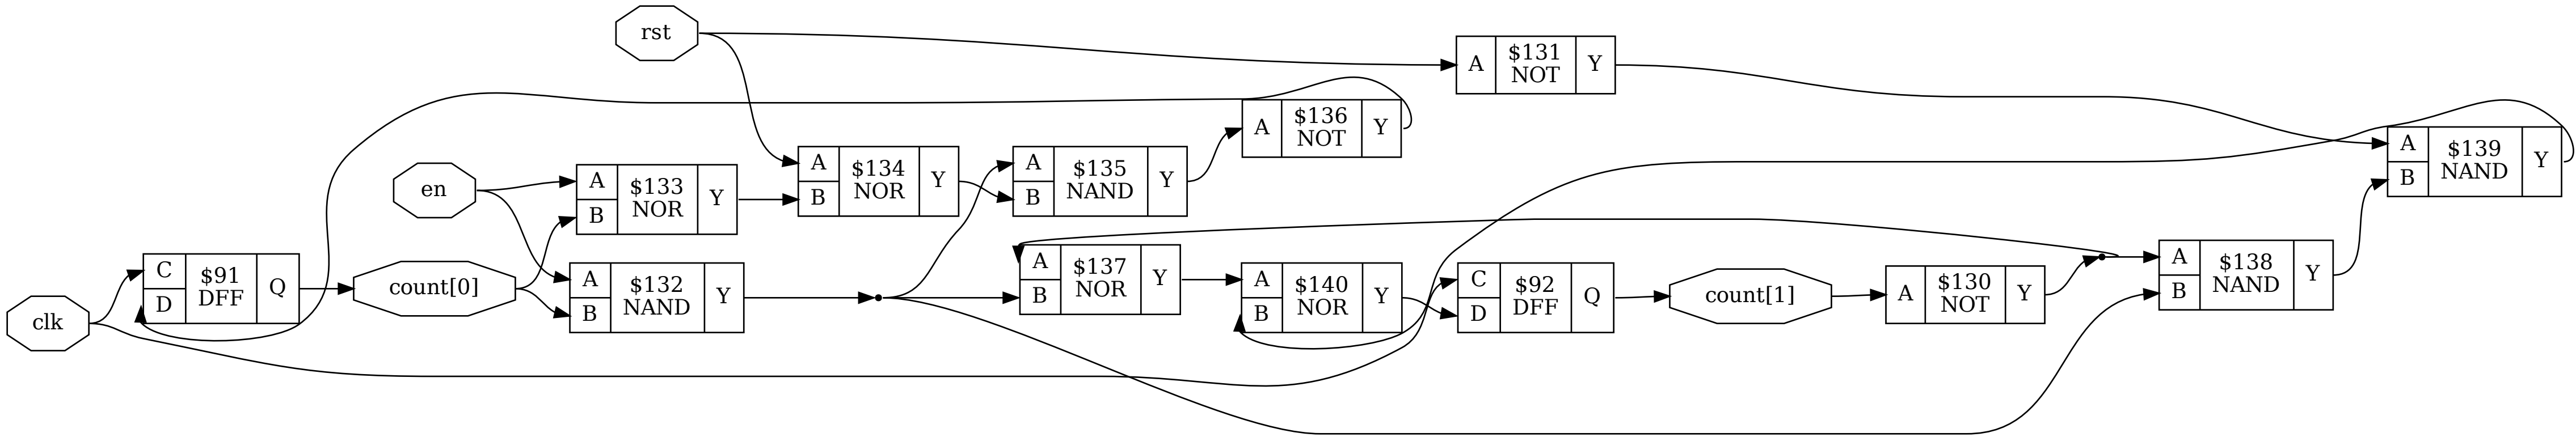 rst
A $131 NOT Y
A $136 NOT Y
A B $139 NAND Y
en
A B $133 NOR Y
A B $134 NOR Y
A B $135 NAND Y
clk
C D $91 DFF Q
count[0]
A B $132 NAND Y
A B $137 NOR Y
A B $140 NOR Y
C D $92 DFF Q
count[1]
A $130 NOT Y
A B $138 NAND Y